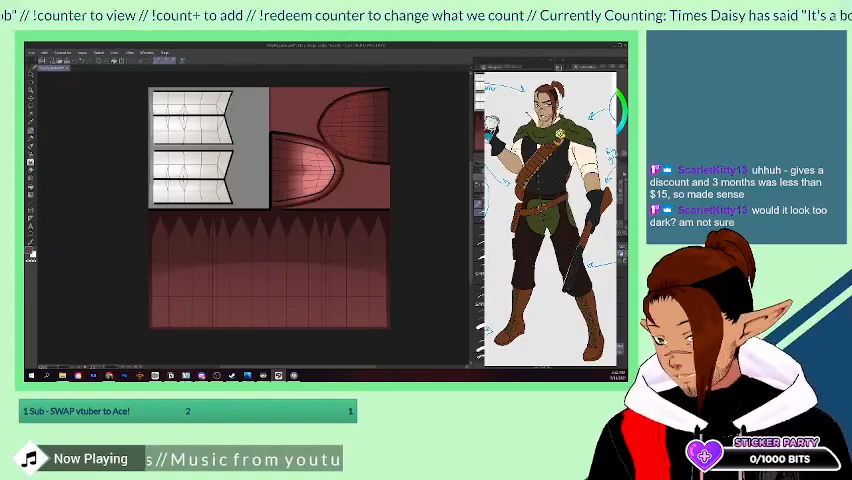 ub" // !counter to view // !count+ to add // !redeem counter to change what we count // Currently Counting: Times Daisy has said "It's a bo
ScarletKitty13 uhhuh - gives a
discount and 3 months was less than
$15, so made sense
ScarletKitty13 would it look too
dark? am not sure
1 Sub - SWAP vtuber to Ace! 2 1
Now Playing s//Music from youtu
STICKER PARTY
0/1000 BITS